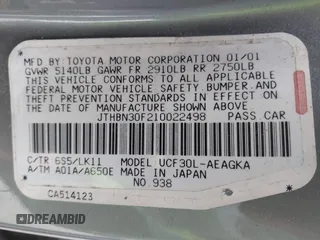 MFD BY: TOYOTA MOTOR CORPORATION 01/01
GVWR 5140LB GAWR FR 2910LB RR 2750LB
THIS VEHICLE CONFORMS TO ALL APPLICABLE
FEDERAL MOTOR VEHICLE SAFETY, BUMPER, AND
THEFT PREVENTION STANDARDS IN EFFECT ON
THE DATE OF MANUFACTURE SHOWN ABOVE.
JTHBN30F210022498 PASS CAR
C/TR 6S5/LK11 MODEL UCF30L-AEAGKA
A/TM A01A/A650E MADE IN JAPAN
NO.938
CA514123